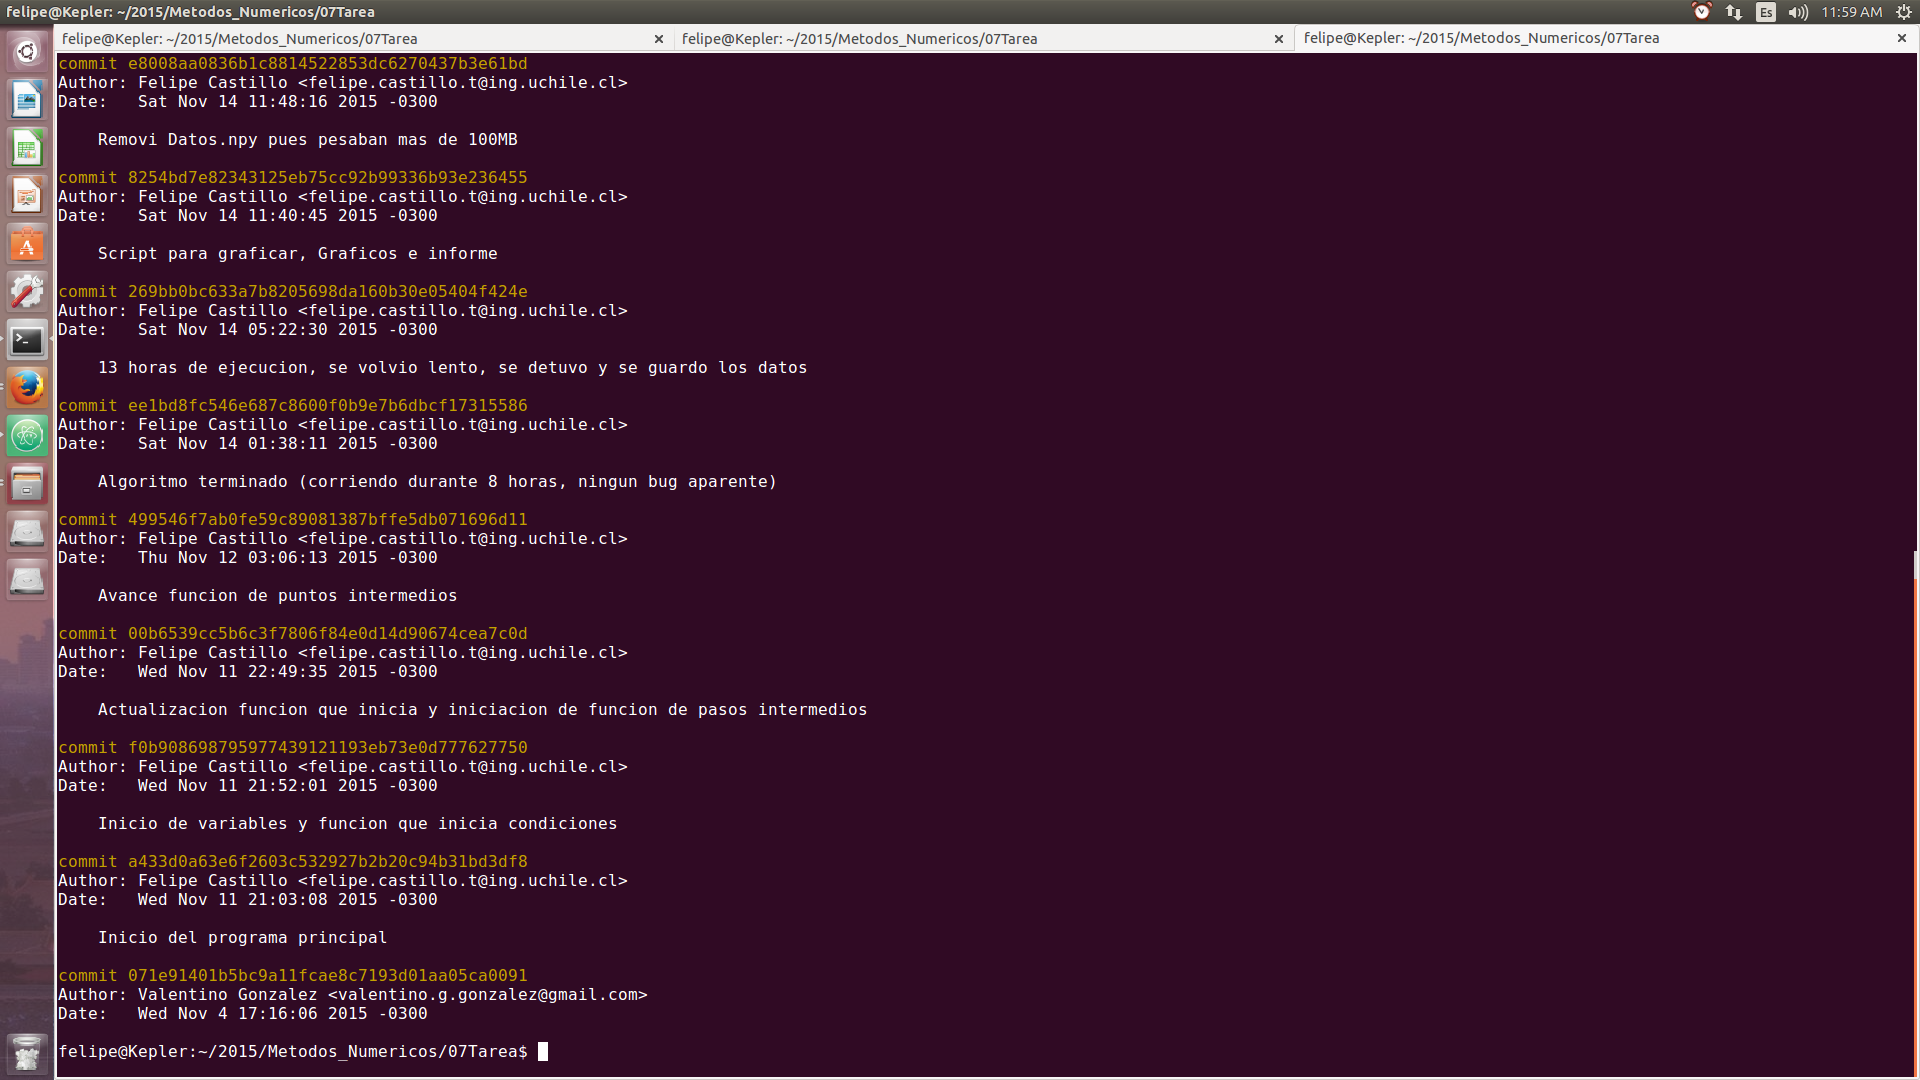 felipe@Kepler: ~/2015/Metodos_Numericos/07Tarea
Es
11:59 AM
felipe@Kepler: ~/2015/Metodos_Numericos/07Tarea
felipe@Kepler: ~/2015/Metodos_Numericos/07Tarea
felipe@Kepler: ~/2015/Metodos_Numericos/07Tarea
commit e8008aa0836b1c8814522853dc6270437b3e61bd
Author: Felipe Castillo <felipe.castillo.t@ing.uchile.cl>
Date:   Sat Nov 14 11:48:16 2015 -0300
Removi Datos.npy pues pesaban mas de 100MB
commit 8254bd7e82343125eb75cc92b99336b93e236455
Author: Felipe Castillo <felipe.castillo.t@ing.uchile.cl>
Date:   Sat Nov 14 11:40:45 2015 -0300
Script para graficar, Graficos e informe
commit 269bb0bc633a7b8205698da160b30e05404f424e
Author: Felipe Castillo <felipe.castillo.t@ing.uchile.cl>
Date:   Sat Nov 14 05:22:30 2015 -0300
13 horas de ejecucion, se volvio lento, se detuvo y se guardo los datos
commit ee1bd8fc546e687c8600f0b9e7b6dbcf17315586
Author: Felipe Castillo <felipe.castillo.t@ing.uchile.cl>
Date:   Sat Nov 14 01:38:11 2015 -0300
Algoritmo terminado (corriendo durante 8 horas, ningun bug aparente)
commit 499546f7ab0fe59c89081387bffe5db071696d11
Author: Felipe Castillo <felipe.castillo.t@ing.uchile.cl>
Date:   Thu Nov 12 03:06:13 2015 -0300
Avance funcion de puntos intermedios
commit 00b6539cc5b6c3f7806f84e0d14d90674cea7c0d
Author: Felipe Castillo <felipe.castillo.t@ing.uchile.cl>
Date:   Wed Nov 11 22:49:35 2015 -0300
Actualizacion funcion que inicia y iniciacion de funcion de pasos intermedios
commit f0b908698795977439121193eb73e0d777627750
Author: Felipe Castillo <felipe.castillo.t@ing.uchile.cl>
Date:   Wed Nov 11 21:52:01 2015 -0300
Inicio de variables y funcion que inicia condiciones
commit a433d0a63e6f2603c532927b2b20c94b31bd3df8
Author: Felipe Castillo <felipe.castillo.t@ing.uchile.cl>
Date:   Wed Nov 11 21:03:08 2015 -0300
Inicio del programa principal
commit 071e91401b5bc9a11fcae8c7193d01aa05ca0091
Author: Valentino Gonzalez <valentino.g.gonzalez@gmail.com>
Date:   Wed Nov 4 17:16:06 2015 -0300
felipe@Kepler:~/2015/Metodos_Numericos/07Tarea$